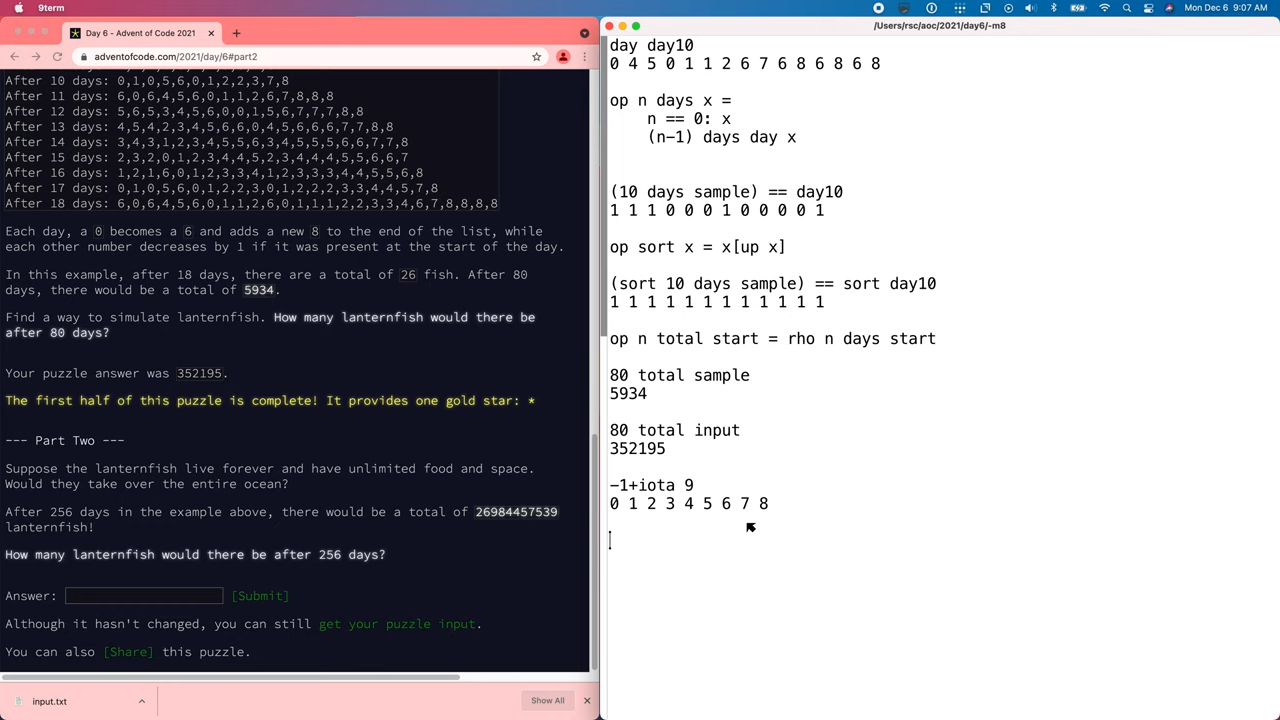 9term
Mon Dec 6 9:07 AM
Day 6 - Advent of Code 2021
adventofcode.com/2021/day/6#part2
After 10 days: 0,1,0,5,6,0,1,2,2,3,7,8
After 11 days: 6,0,6,4,5,6,0,1,1,2,6,7,8,8,8
After 12 days: 5,6,5,3,4,5,6,0,0,1,5,6,7,7,7,8,8
After 13 days: 4,5,4,2,3,4,5,6,6,0,4,5,6,6,6,7,7,8,8
After 14 days: 3,4,3,1,2,3,4,5,5,6,3,4,5,5,5,6,6,7,7,8
After 15 days: 2,3,2,0,1,2,3,4,4,5,2,3,4,4,4,5,5,6,6,7
After 16 days: 1,2,1,6,0,1,2,3,3,4,1,2,3,3,3,4,4,5,5,6,8
After 17 days: 0,1,0,5,6,0,1,2,2,3,0,1,2,2,2,3,3,4,4,5,7,8
After 18 days: 6,0,6,4,5,6,0,1,1,2,6,0,1,1,1,2,2,3,3,4,6,7,8,8,8,8
Each day, a 0 becomes a 6 and adds a new 8 to the end of the list, while
each other number decreases by 1 if it was present at the start of the day.
In this example, after 18 days, there are a total of 26 fish. After 80
days, there would be a total of 5934.
Find a way to simulate lanternfish. How many lanternfish would there be
after 80 days?
Your puzzle answer was 352195.
The first half of this puzzle is complete! It provides one gold star: *
--- Part Two ---
Suppose the lanternfish live forever and have unlimited food and space.
Would they take over the entire ocean?
After 256 days in the example above, there would be a total of 26984457539
lanternfish!
How many lanternfish would there be after 256 days?
Answer: [Submit]
Although it hasn't changed, you can still get your puzzle input.
You can also [Share] this puzzle.
input.txt
Show All
/Users/rsc/aoc/2021/day6/-m8
day day10
0 4 5 0 1 1 2 6 7 6 8 6 8 6 8
op n days x =
n == 0: x
(n-1) days day x
(10 days sample) == day10
1 1 1 0 0 0 1 0 0 0 0 1
op sort x = x[up x]
(sort 10 days sample) == sort day10
1 1 1 1 1 1 1 1 1 1 1 1
op n total start = rho n days start
80 total sample
5934
80 total input
352195
-1+iota 9
0 1 2 3 4 5 6 7 8